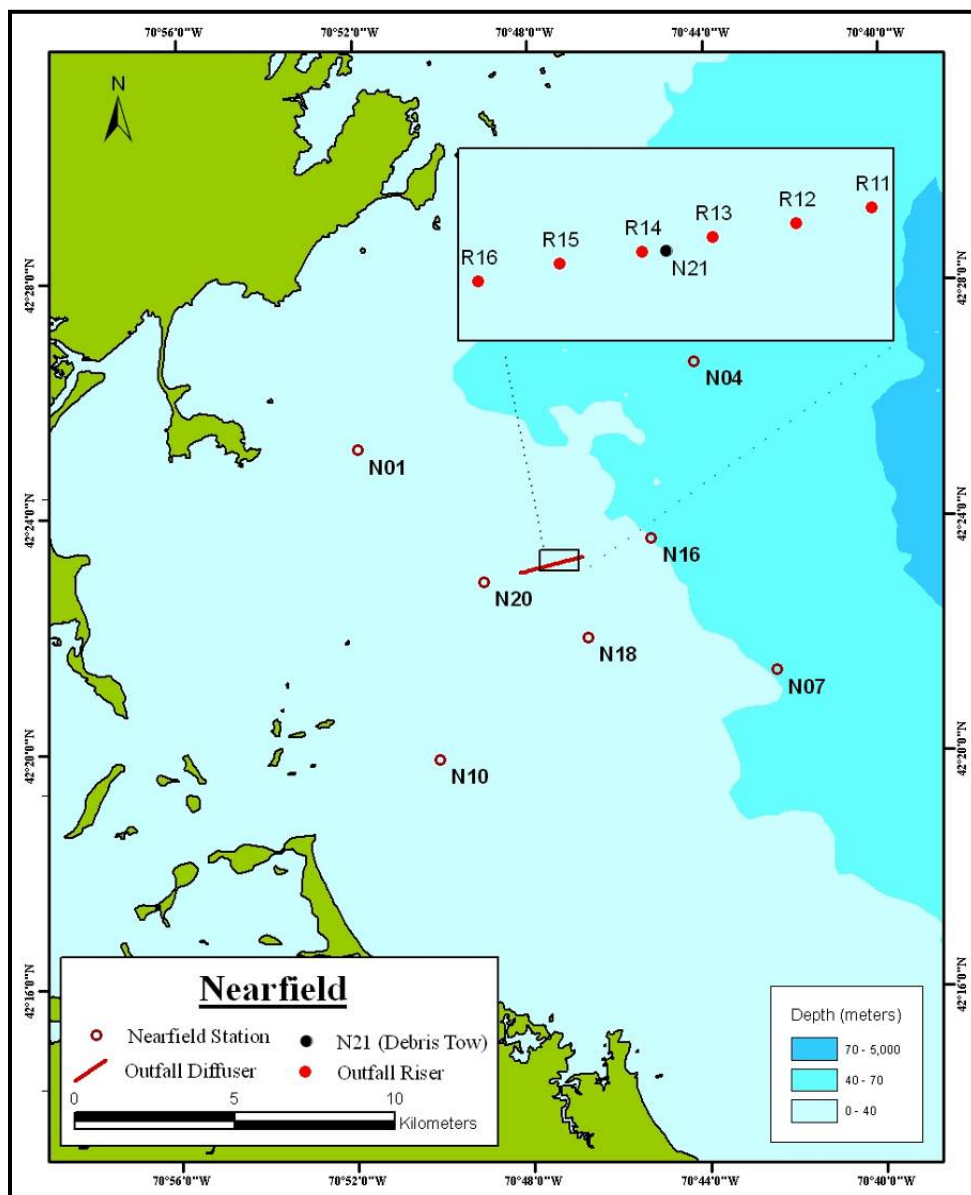 70°56'0"W 70°52'0"W 70°48'0"W 70°44'0"W 70°40'0"W
N
R11
R12
R13
R14
R15
R16
N21
42°28'0"N 42°28'0"N
N04
N01
42°24'0"N 42°24'0"N
N16
N20
N18
N07
42°20'0"N 42°20'0"N
N10
42°16'0"N 42°16'0"N
Nearfield
Nearfield Station
N21 (Debris Tow)
Outfall Diffuser
Outfall Riser
0 5 10
Kilometers
Depth (meters)
70 - 5,000
40 - 70
0 - 40
70°56'0"W 70°52'0"W 70°48'0"W 70°44'0"W 70°40'0"W